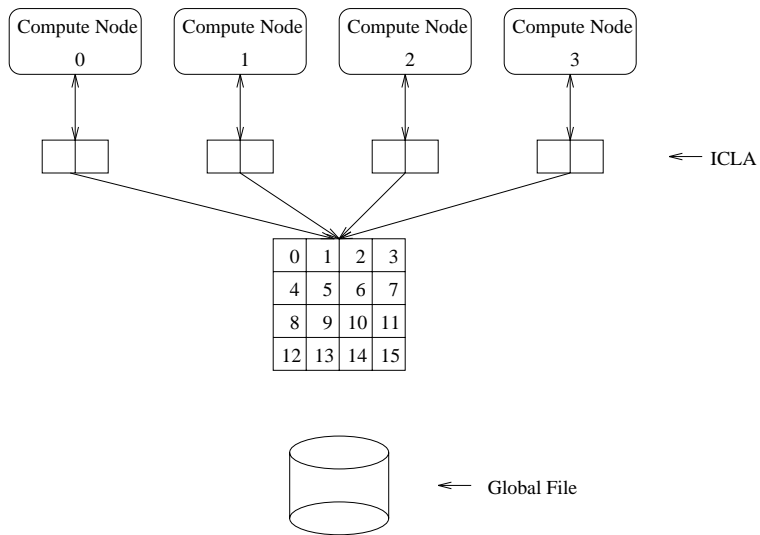 Compute Node Compute Node Compute Node Compute Node
0 1 2 3
ICLA
0 1 2 3
4 5 6 7
8 9 10 11
12 13 14 15
Global File